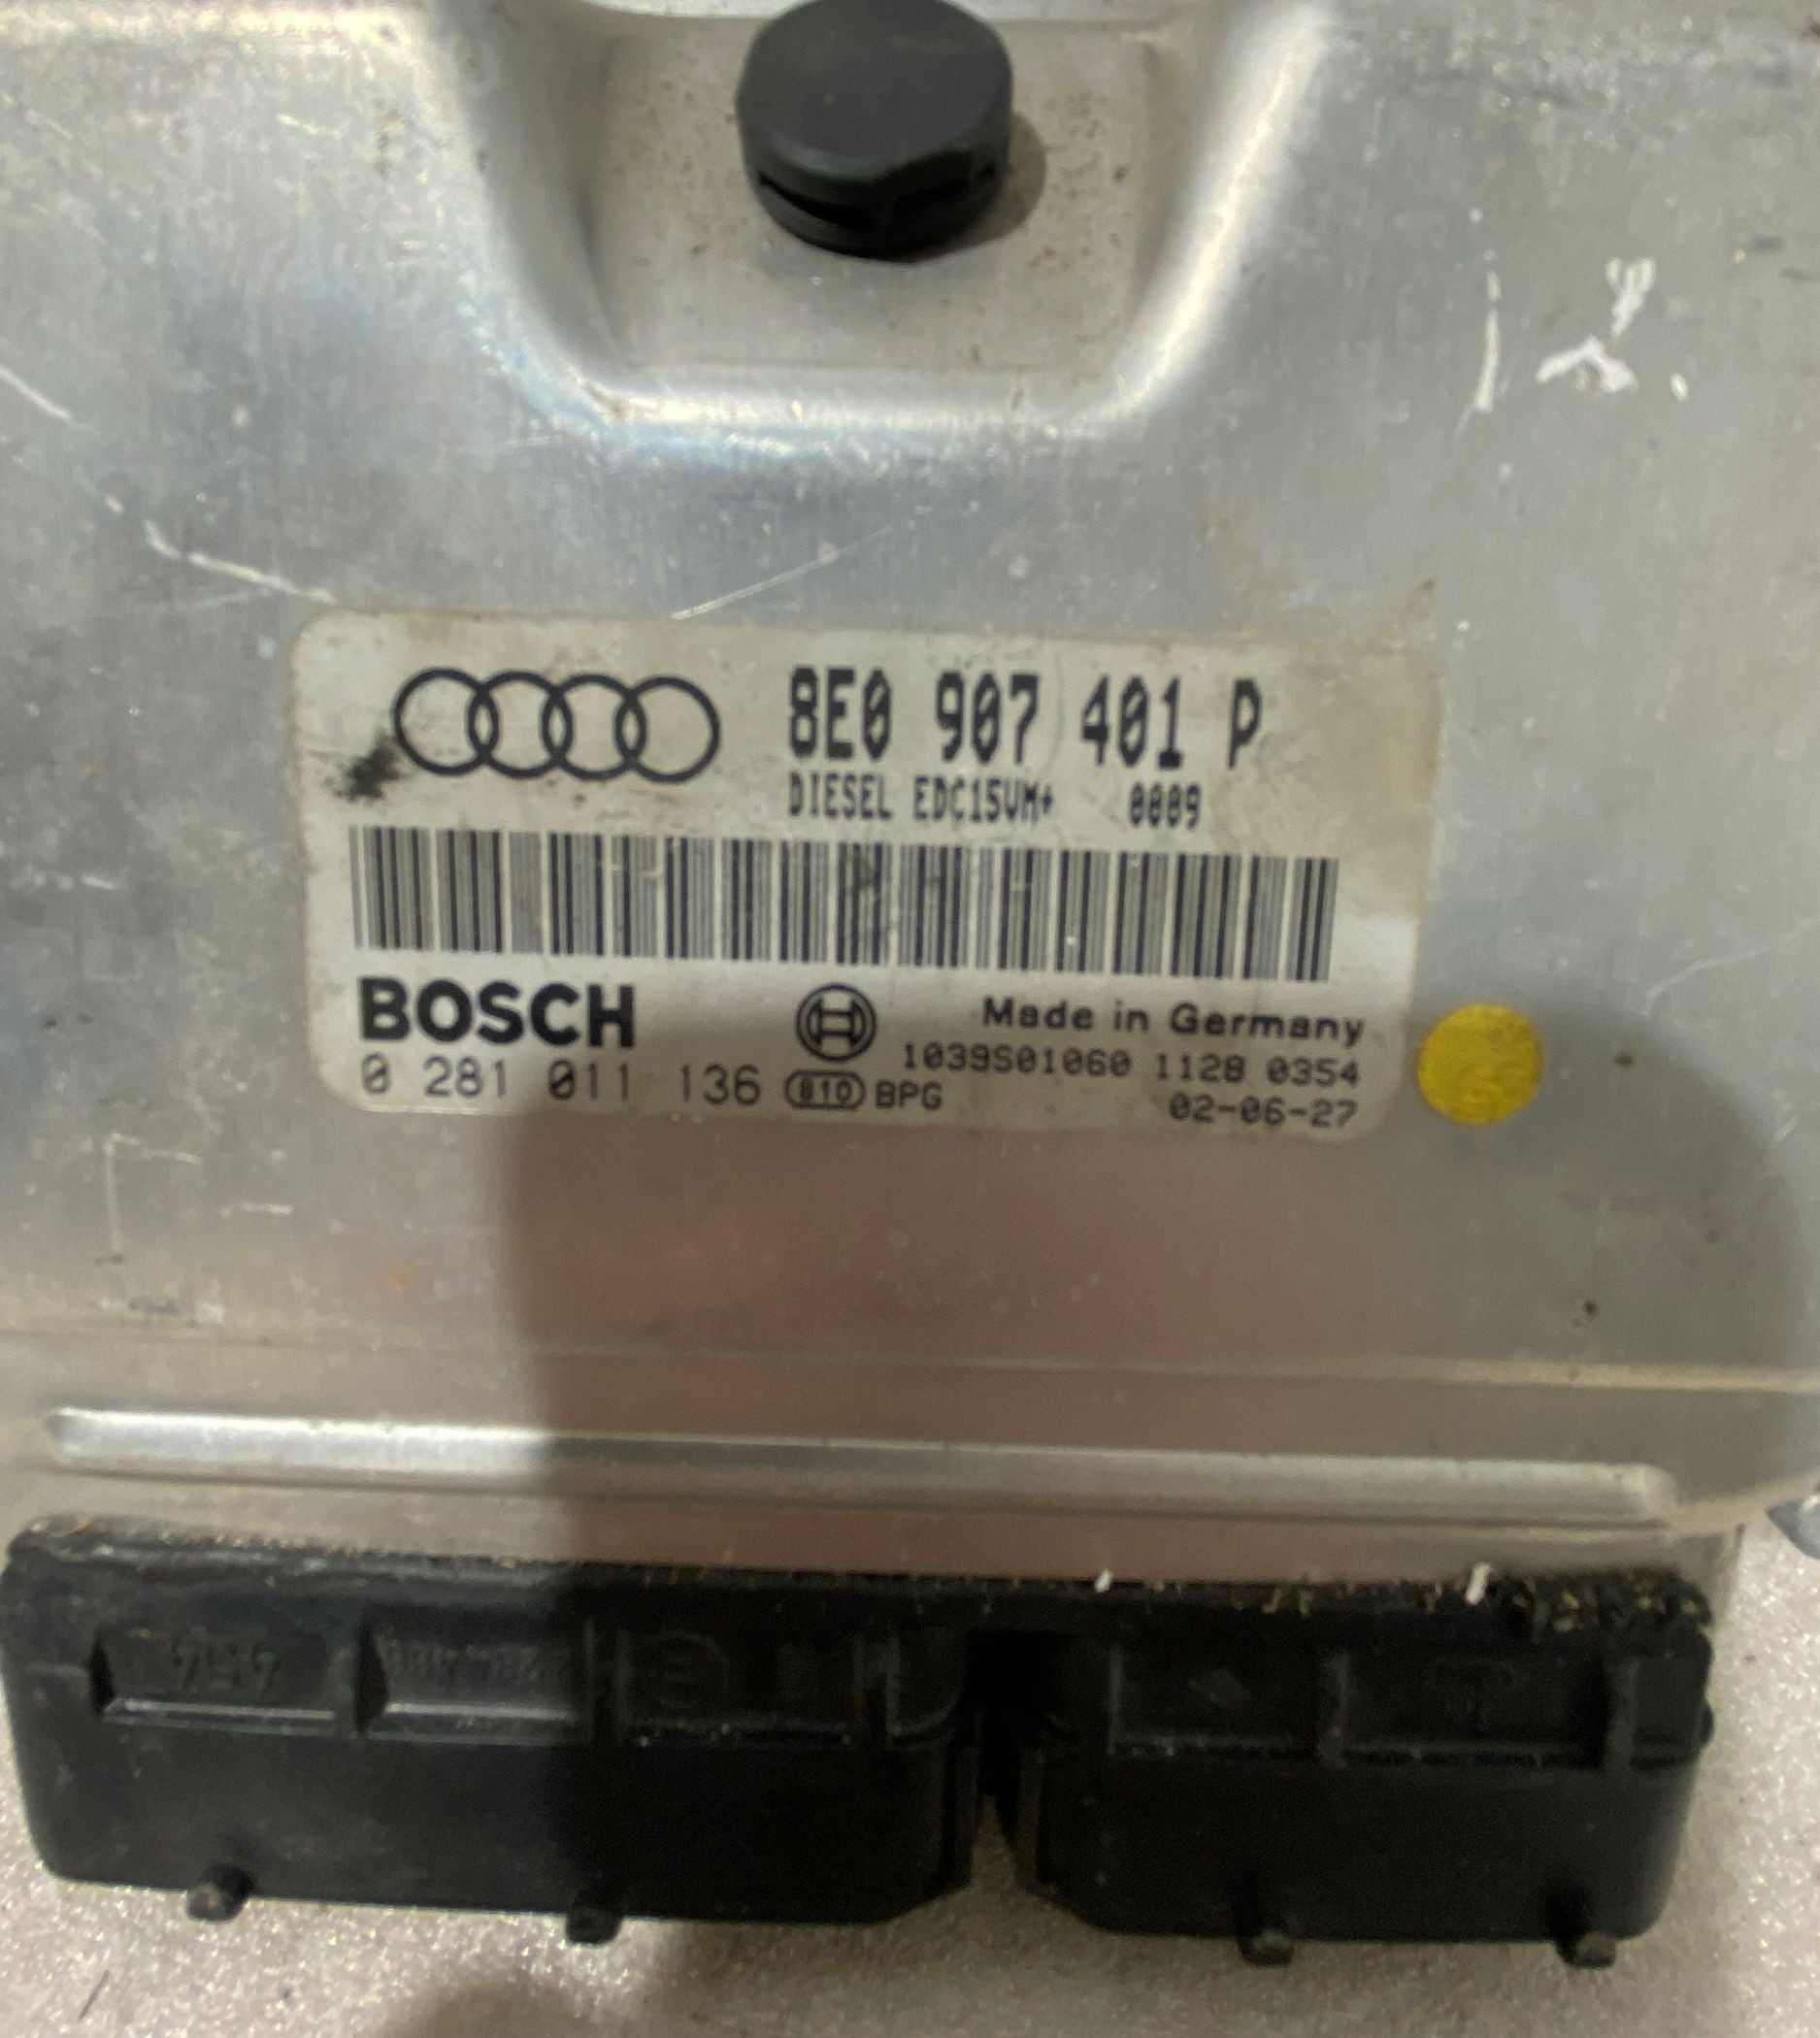 8E0 907 401 P
DIESEL EDC15VM+ 0009
BOSCH
Made in Germany
0 281 011 136
810 BPG
1039S01060 1128 0354
02-06-27